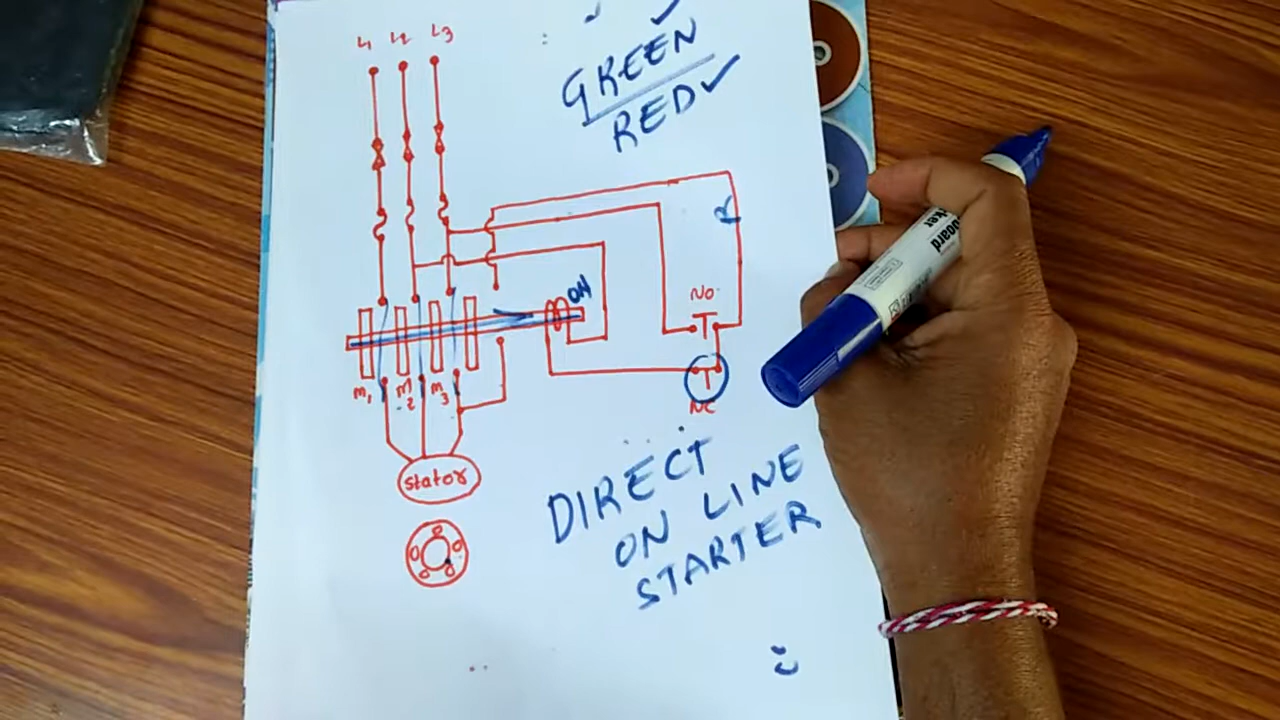 L1 L2 L3
GREEN
RED
R
ON
NO
M1 M2 M3
NC
stator
DIRECT
ON LINE
STARTER